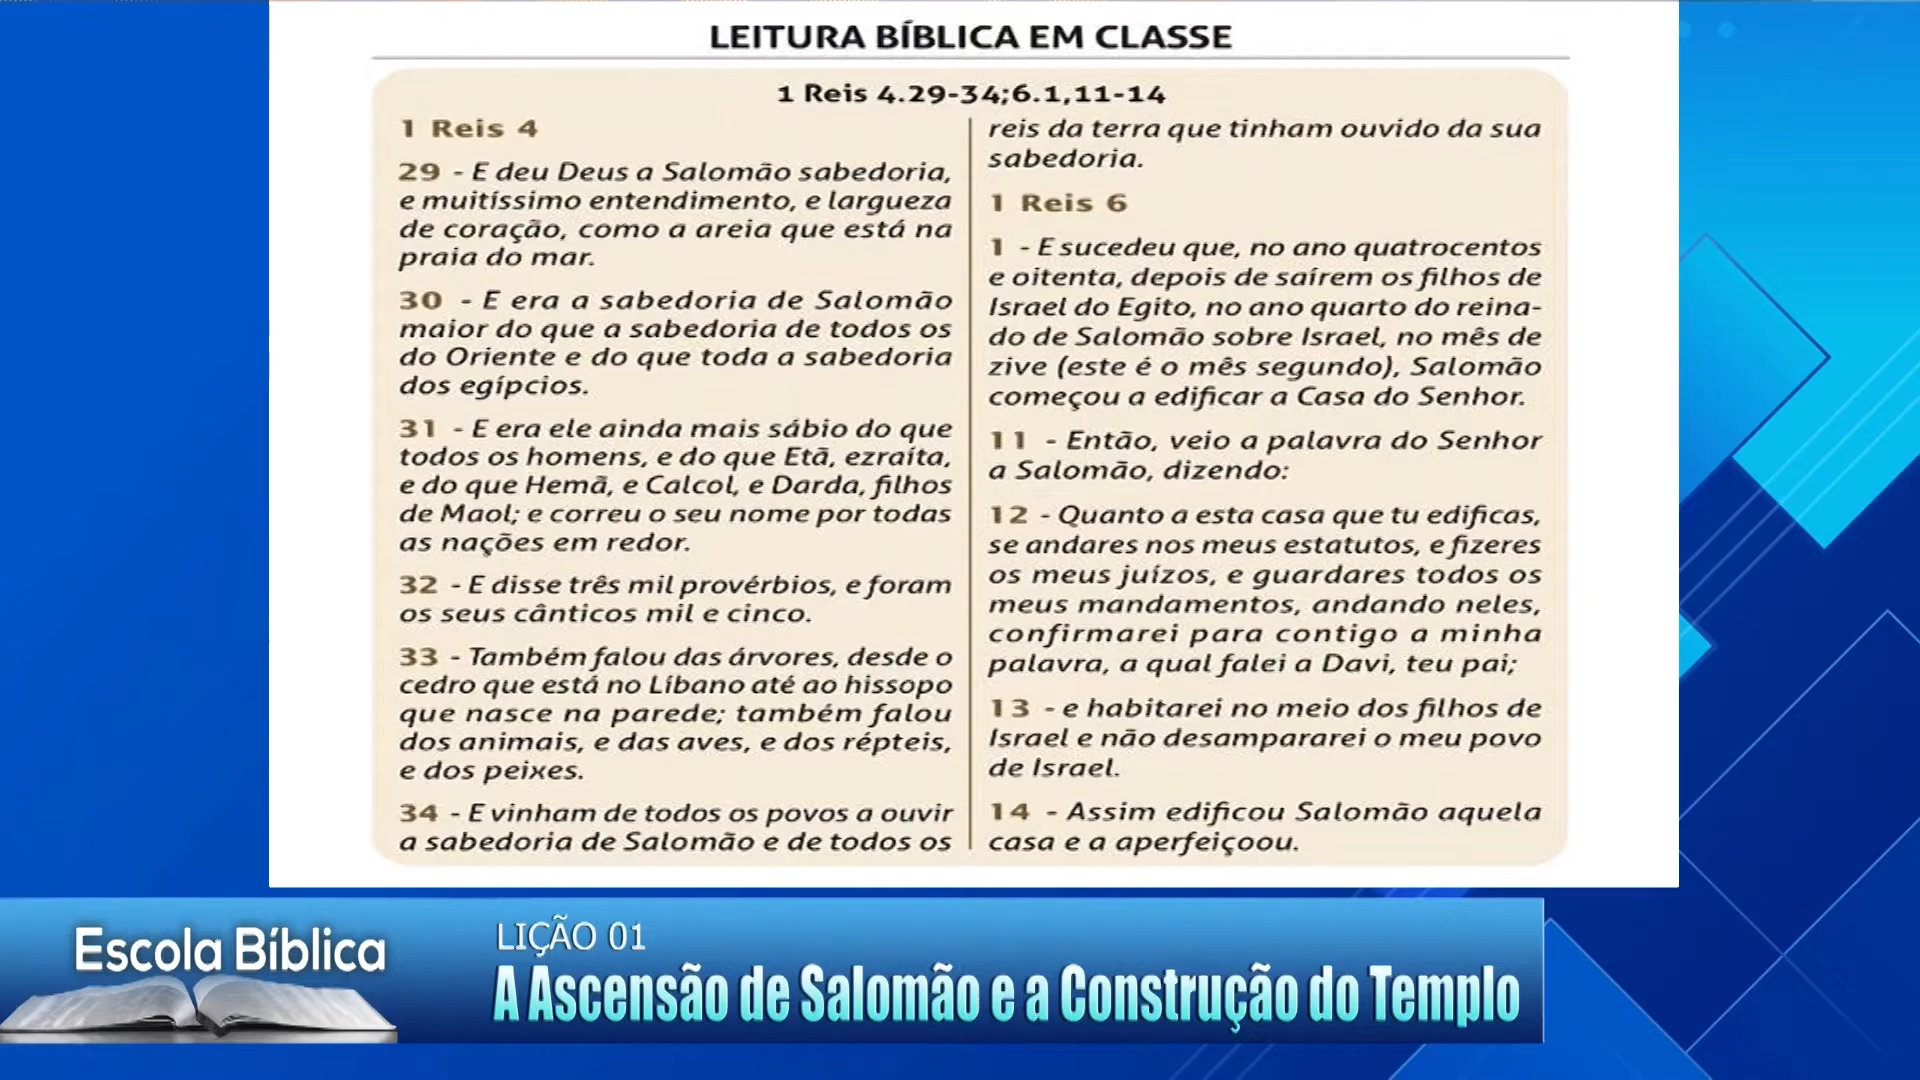 LEITURA BÍBLICA EM CLASSE
1 Reis 4.29-34;6.1,11-14
1 Reis 4
29 - E deu Deus a Salomão sabedoria,
e muitíssimo entendimento, e largueza
de coração, como a areia que está na
praia do mar.
30 - E era a sabedoria de Salomão
maior do que a sabedoria de todos os
do Oriente e do que toda a sabedoria
dos egípcios.
31 - E era ele ainda mais sábio do que
todos os homens, e do que Etã, ezraíta,
e do que Hemã, e Calcol, e Darda, filhos
de Maol; e correu o seu nome por todas
as nações em redor.
32 - E disse três mil provérbios, e foram
os seus cânticos mil e cinco.
33 - Também falou das árvores, desde o
cedro que está no Líbano até ao hissopo
que nasce na parede; também falou
dos animais, e das aves, e dos répteis,
e dos peixes.
34 - E vinham de todos os povos a ouvir
a sabedoria de Salomão e de todos os
reis da terra que tinham ouvido da sua
sabedoria.
1 Reis 6
1 - E sucedeu que, no ano quatrocentos
e oitenta, depois de saírem os filhos de
Israel do Egito, no ano quarto do reina-
do de Salomão sobre Israel, no mês de
zive (este é o mês segundo), Salomão
começou a edificar a Casa do Senhor.
11 - Então, veio a palavra do Senhor
a Salomão, dizendo:
12 - Quanto a esta casa que tu edificas,
se andares nos meus estatutos, e fizeres
os meus juízos, e guardares todos os
meus mandamentos, andando neles,
confirmarei para contigo a minha
palavra, a qual falei a Davi, teu pai;
13 - e habitarei no meio dos filhos de
Israel e não desampararei o meu povo
de Israel.
14 - Assim edificou Salomão aquela
casa e a aperfeiçoou.
Escola Bíblica
LIÇÃO 01
A Ascensão de Salomão e a Construção do Templo